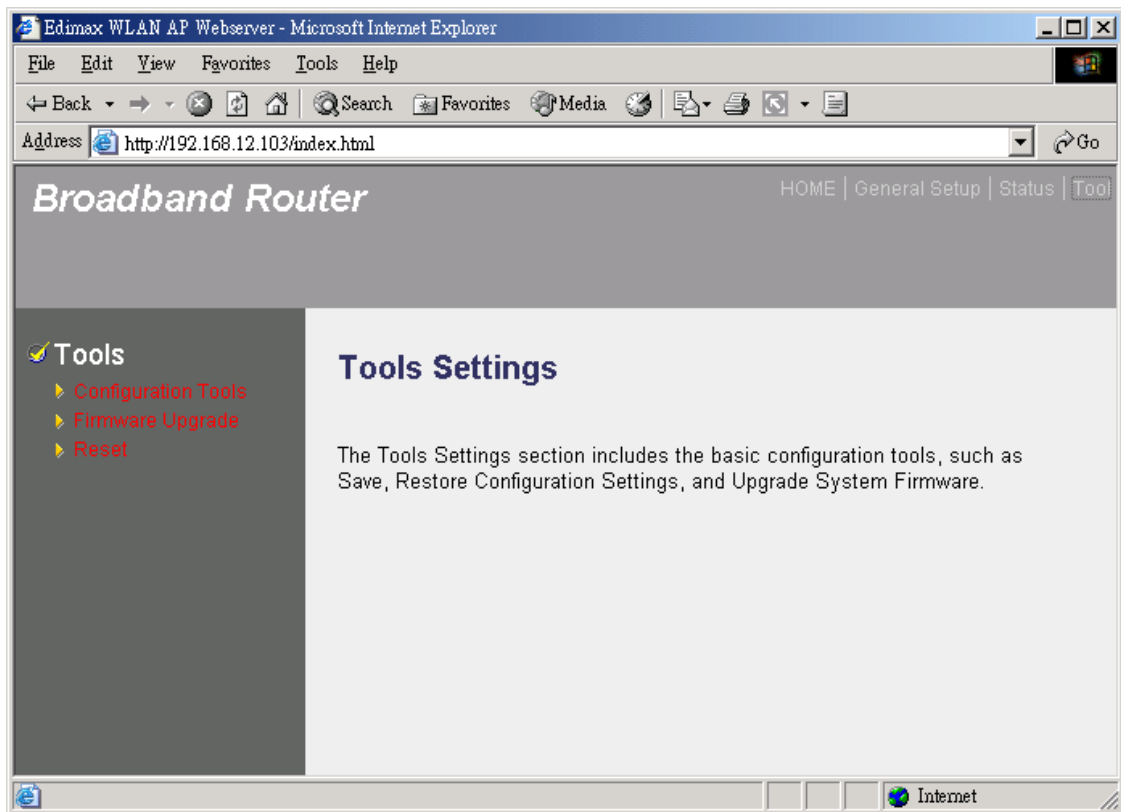 Edimax WLAN AP Webserver - Microsoft Internet Explorer
File Edit View Favorites Tools Help
Back Search Favorites Media
Address http://192.168.12.103/index.html Go
Broadband Router
HOME | General Setup | Status | Tool
Tools
Configuration Tools
Firmware Upgrade
Reset
Tools Settings
The Tools Settings section includes the basic configuration tools, such as
Save, Restore Configuration Settings, and Upgrade System Firmware.
Internet